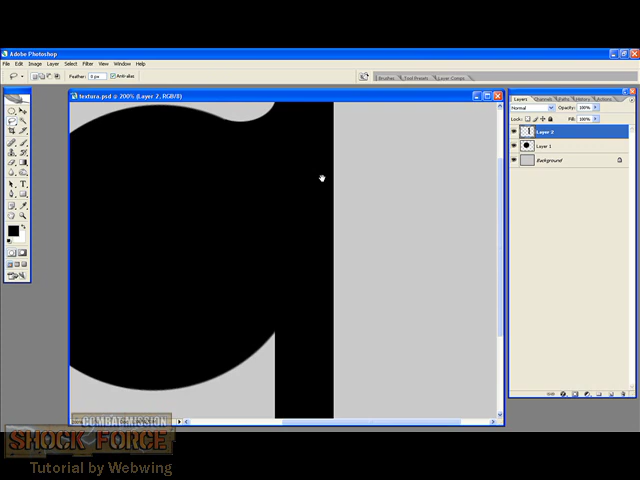 Adobe Photoshop
File Edit Image Layer Select Filter View Window Help
Feather: 0 px Anti-alias
Brushes Tool Presets Layer Comps
textura.psd @ 200% (Layer 2, RGB/8)
Layers Channels Paths History Actions
Normal Opacity: 100%
Lock: Fill: 100%
Layer 2
Layer 1
Background
COMBAT MISSION
SHOCK FORCE
Tutorial by Webwing